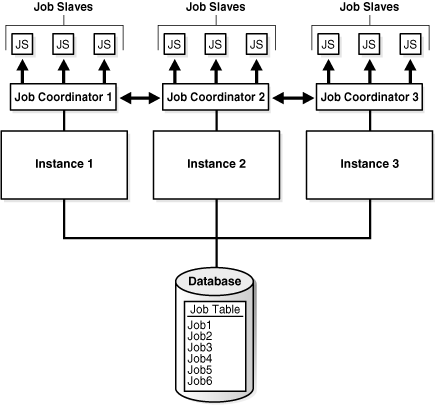 Job Slaves Job Slaves Job Slaves
JS JS JS JS JS JS JS JS JS
Job Coordinator 1 Job Coordinator 2 Job Coordinator 3
Instance 1 Instance 2 Instance 3
Database
Job Table
Job1
Job2
Job3
Job4
Job5
Job6